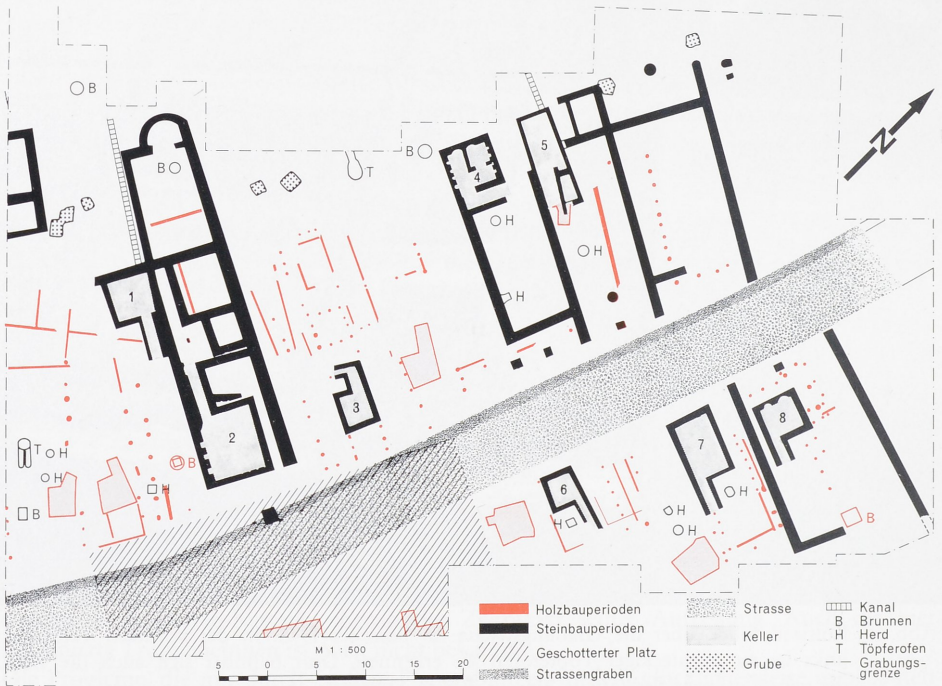 B
B
B
T
N
1
4
5
H
H
H
2
3
T H
H
B
B
H
6
H
7
H
H
H
8
B
Holzbauperioden
Steinbauperioden
Geschotterter Platz
Strassengraben
Strasse
Keller
Grube
Kanal
B Brunnen
H Herd
T Töpferofen
Grabungs-
grenze
M 1 : 500
5 0 5 10 15 20